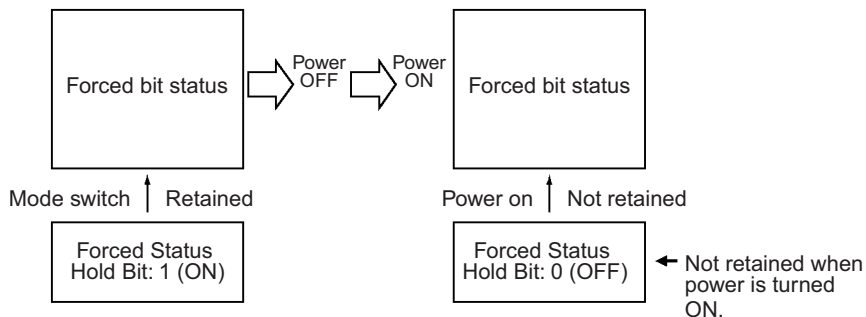 Forced bit status
Power
OFF
Power
ON
Forced bit status
Mode switch
Retained
Power on
Not retained
Forced Status
Hold Bit: 1 (ON)
Forced Status
Hold Bit: 0 (OFF)
Not retained when
power is turned
ON.